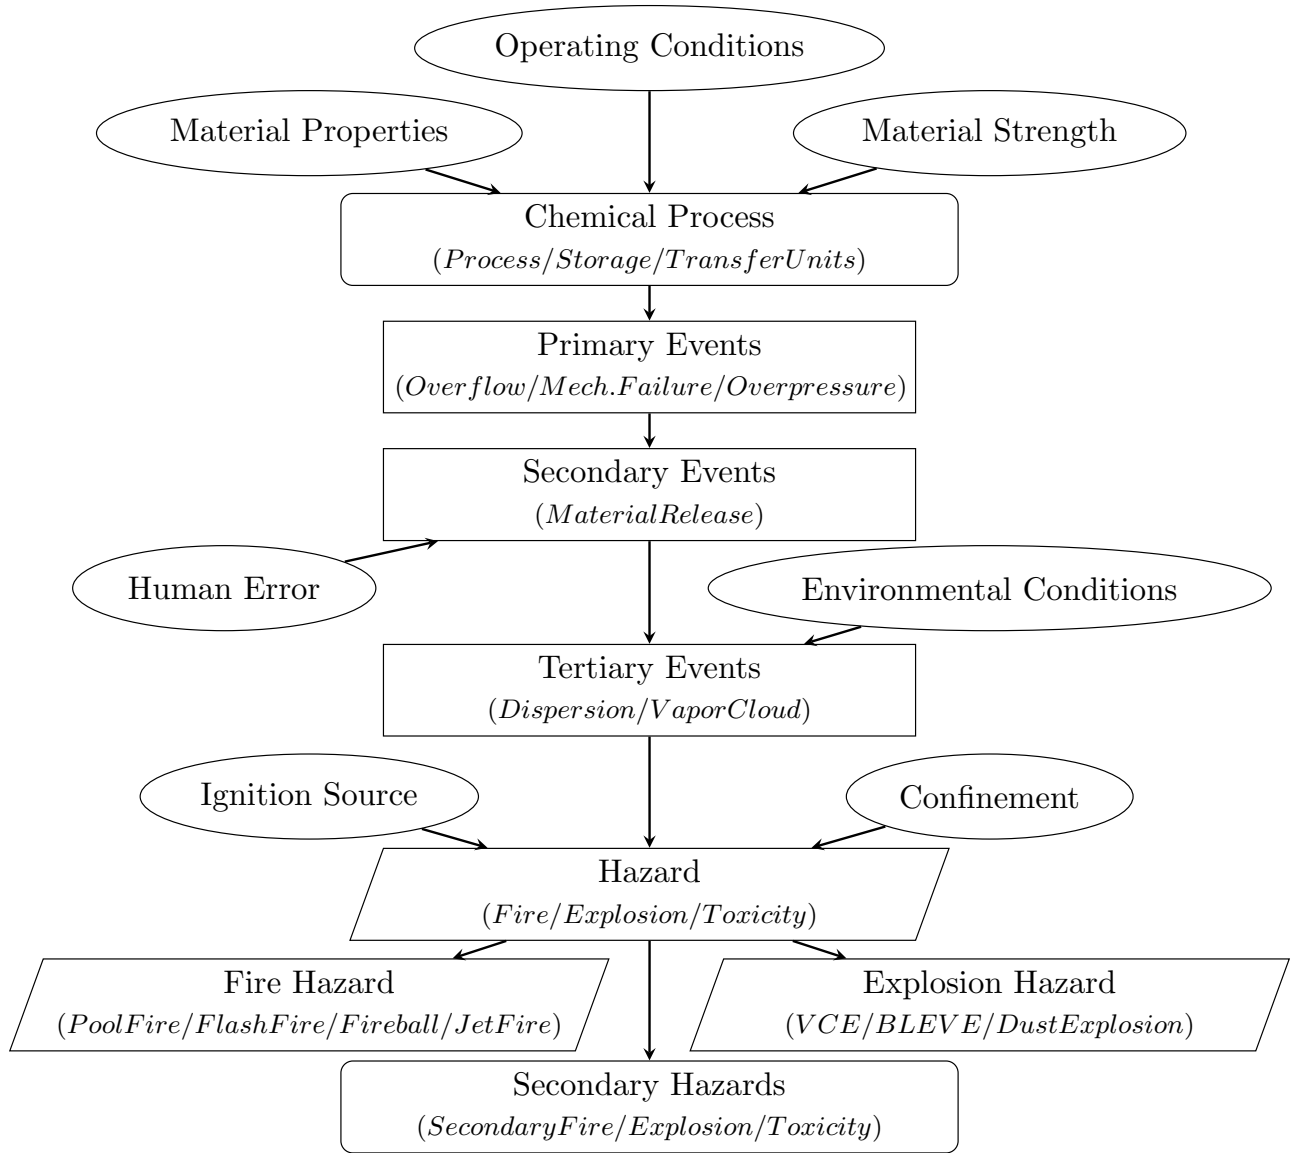 Operating Conditions
Material Properties
Material Strength
Chemical Process
(Process/Storage/TransferUnits)
Primary Events
(Overflow/Mech.Failure/Overpressure)
Secondary Events
(MaterialRelease)
Human Error
Environmental Conditions
Tertiary Events
(Dispersion/VaporCloud)
Ignition Source
Confinement
Hazard
(Fire/Explosion/Toxicity)
Fire Hazard
(PoolFire/FlashFire/Fireball/JetFire)
Explosion Hazard
(VCE/BLEVE/DustExplosion)
Secondary Hazards
(SecondaryFire/Explosion/Toxicity)